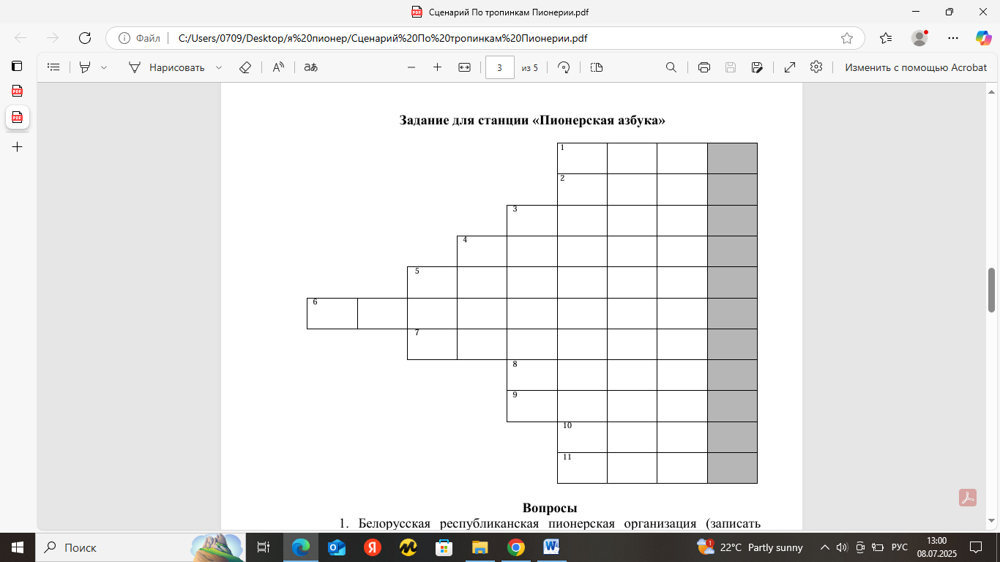 Сценарий По тропинкам Пионерии.pdf
Файл
C:/Users/0709/Desktop/я%20пионер/Сценарий%20По%20тропинкам%20Пионерии.pdf
Нарисовать
3
из 5
Изменить с помощью Acrobat
Задание для станции «Пионерская азбука»
1
2
3
4
5
6
7
8
9
10
11
Вопросы
1. Белорусская республиканская пионерская организация (записать
Поиск
1
22°C Partly sunny
РУС
13:00
08.07.2025